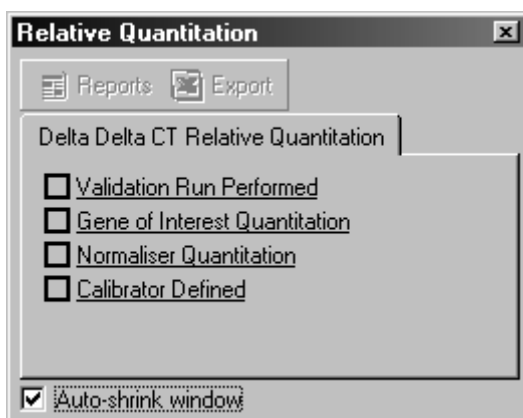 Relative Quantitation
Reports Export
Delta Delta CT Relative Quantitation
Validation Run Performed
Gene of Interest Quantitation
Normaliser Quantitation
Calibrator Defined
Auto-shrink window